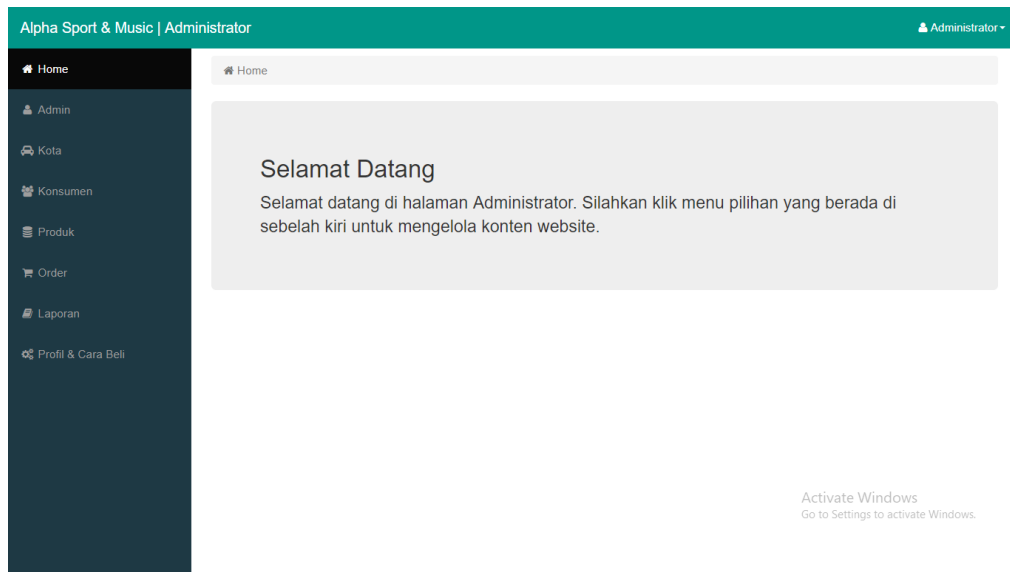 Alpha Sport & Music | Administrator
Administrator
Home
Home
Admin
Kota
Selamat Datang
Konsumen
Selamat datang di halaman Administrator. Silahkan klik menu pilihan yang berada di
sebelah kiri untuk mengelola konten website.
Produk
Order
Laporan
Profil & Cara Beli
Activate Windows
Go to Settings to activate Windows.